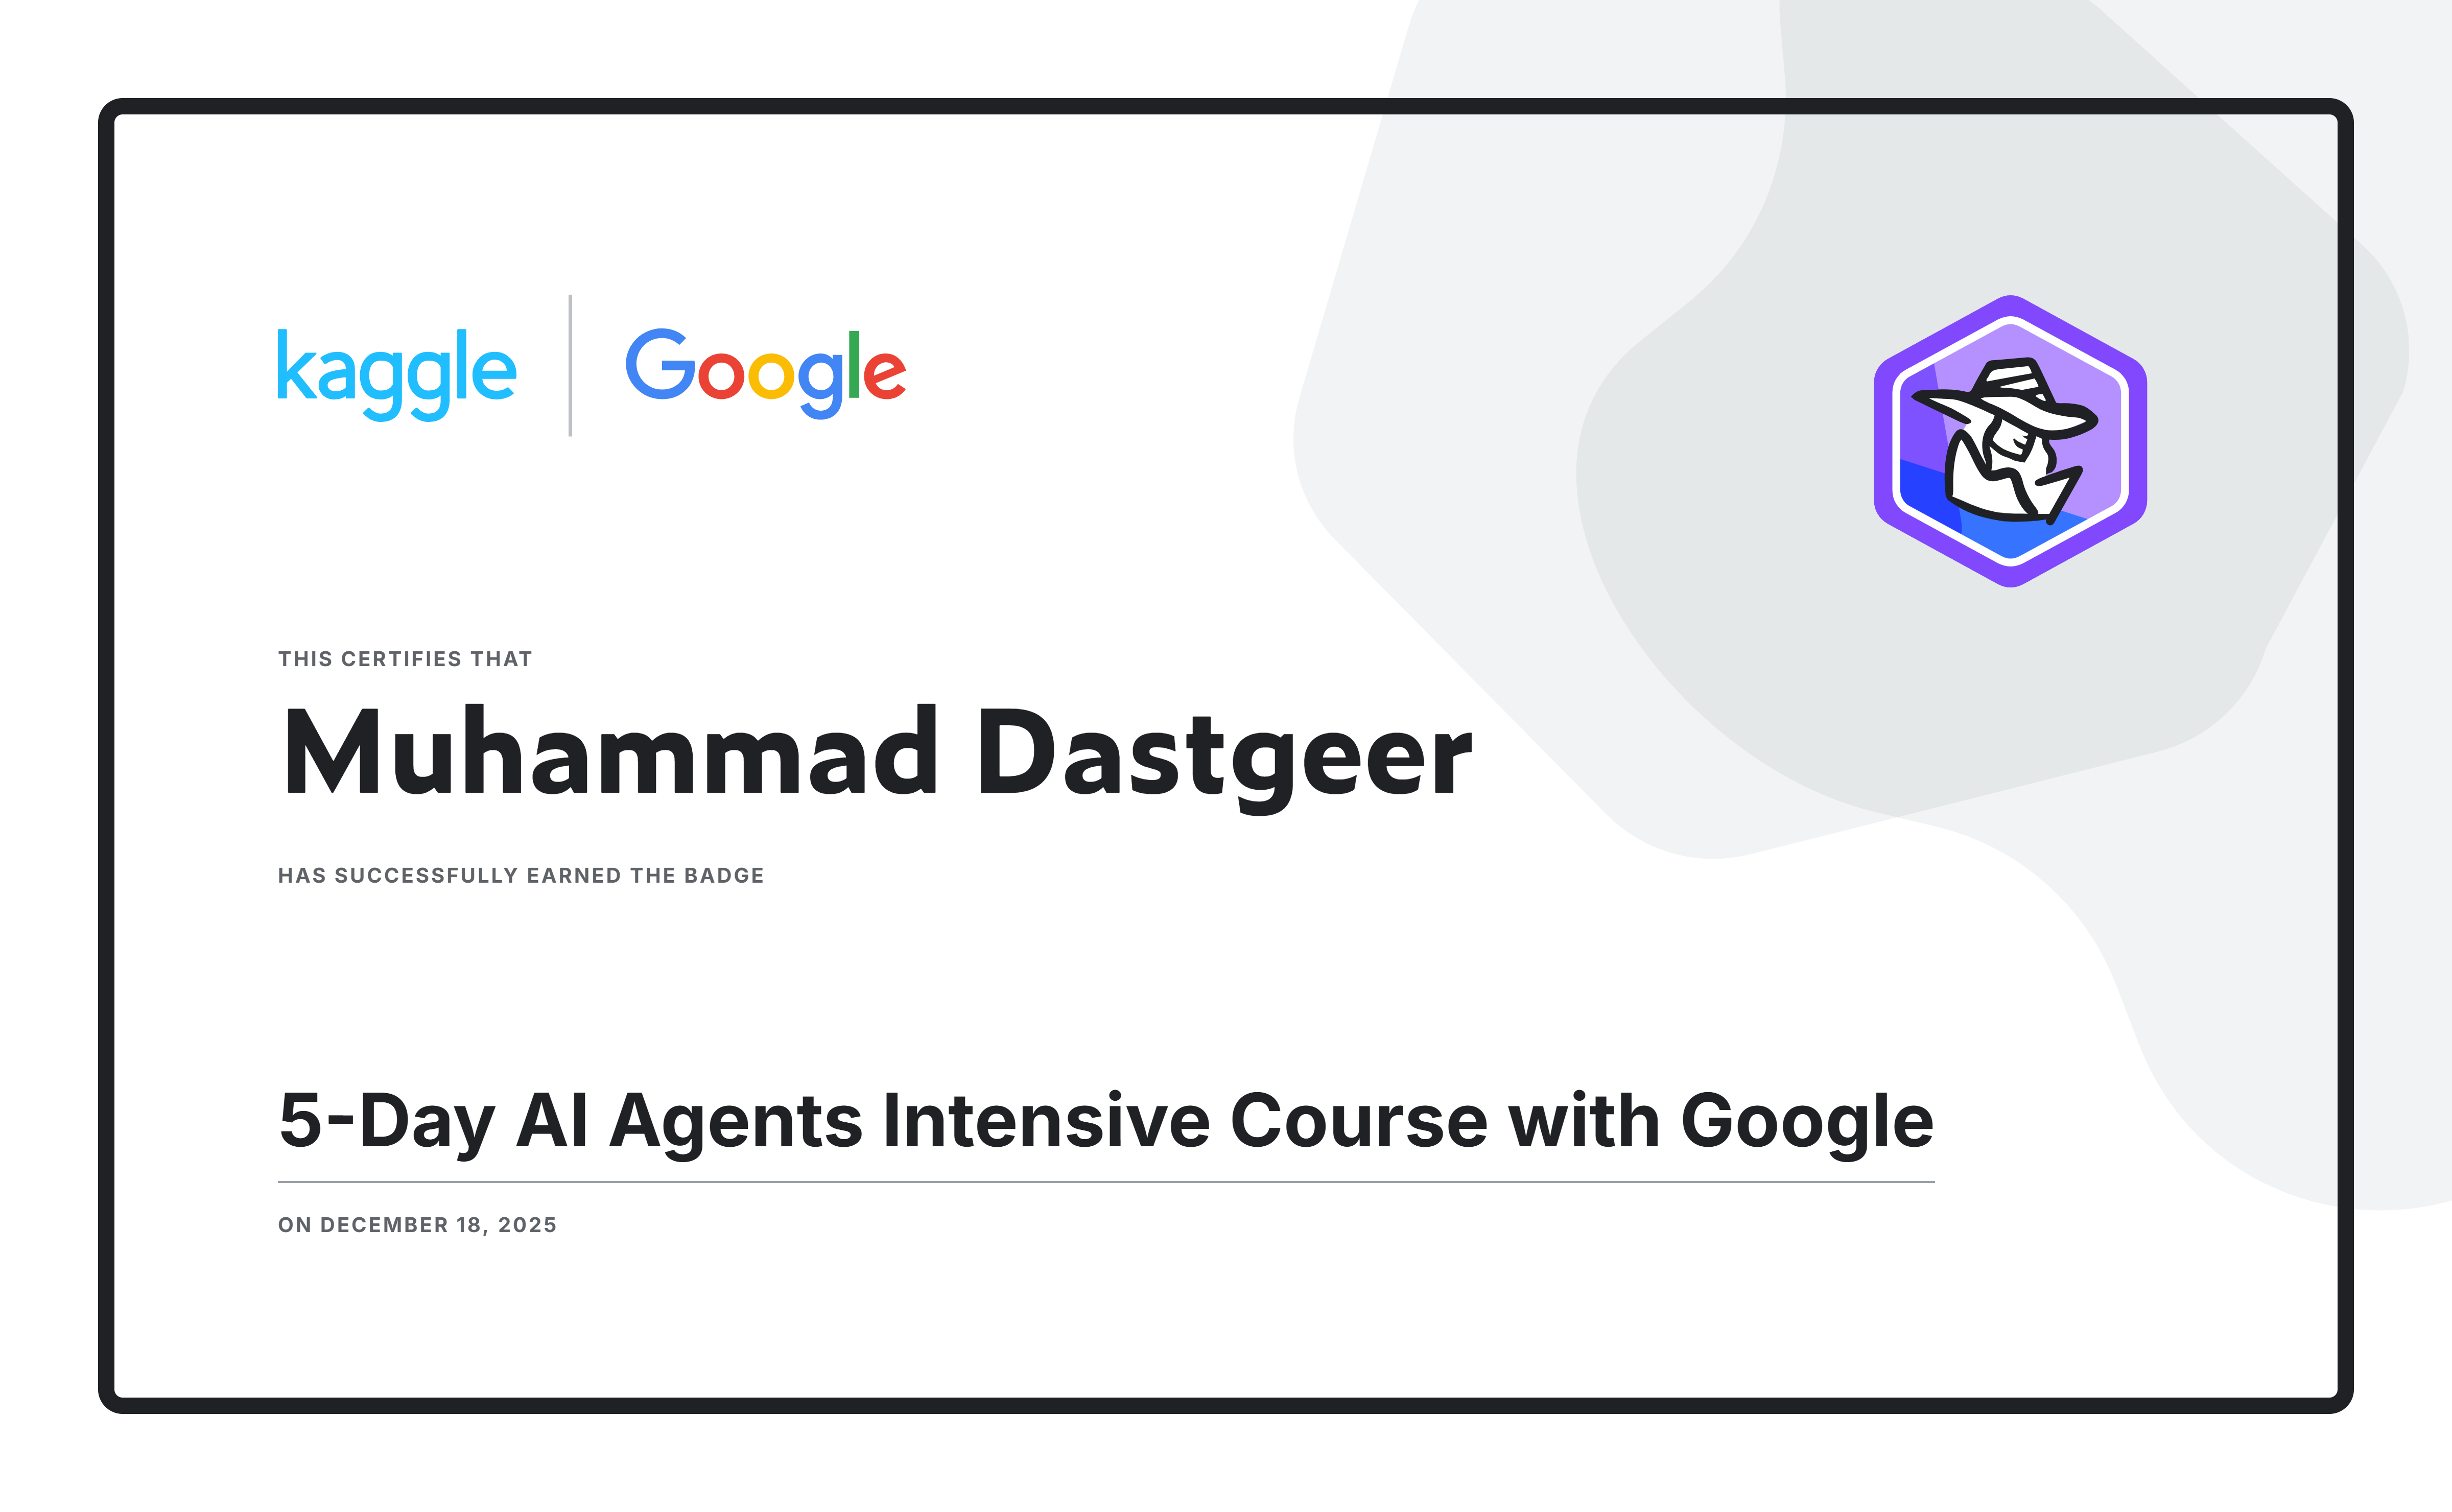 kaggle Google
THIS CERTIFIES THAT
Muhammad Dastgeer
HAS SUCCESSFULLY EARNED THE BADGE
5-Day AI Agents Intensive Course with Google
ON DECEMBER 18, 2025